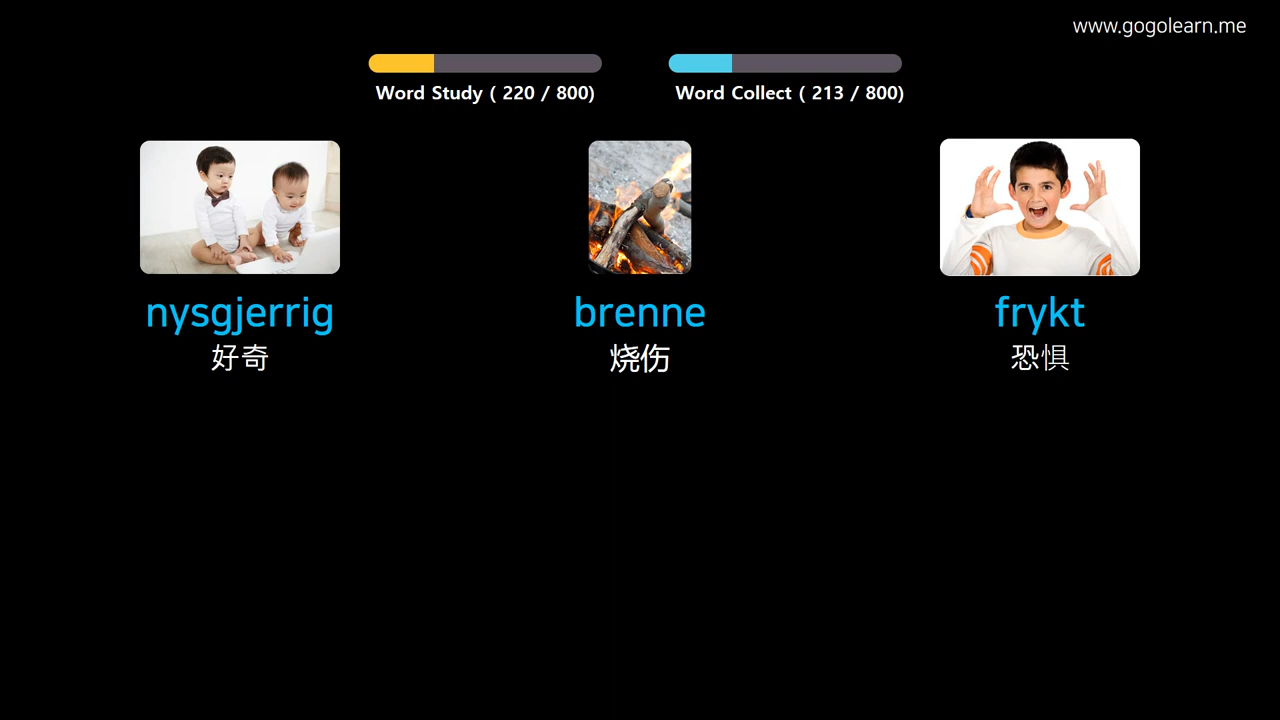 www.gogolearn.me
Word Study ( 220 / 800)
Word Collect ( 213 / 800)
nysgjerrig
brenne
frykt
好奇
烧伤
恐惧